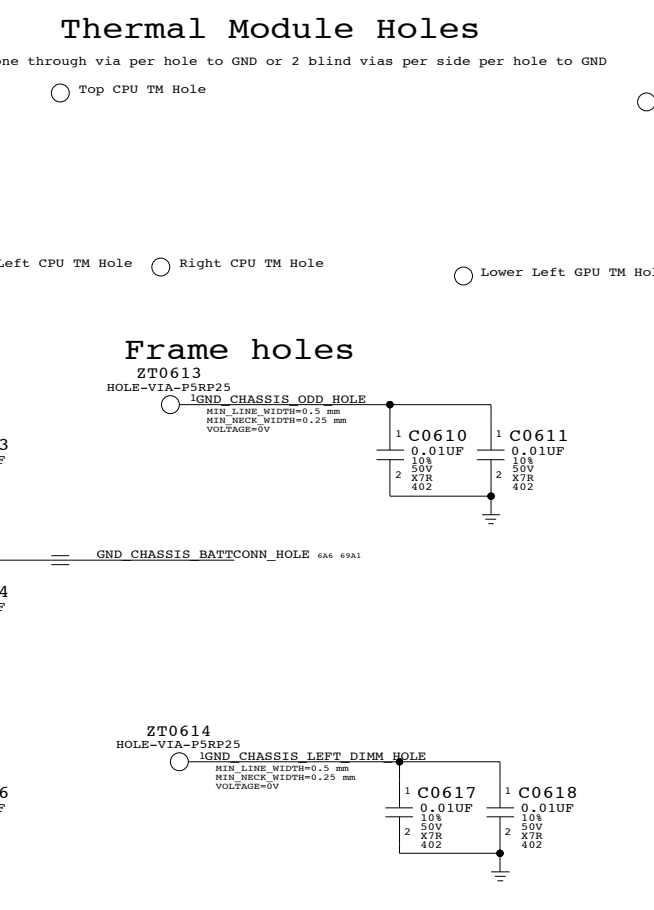 Thermal Module Holes
one through via per hole to GND or 2 blind vias per side per hole to GND
Top CPU TM Hole
Left CPU TM Hole
Right CPU TM Hole
Lower Left GPU TM Hol
Frame holes
ZT0613
HOLE-VIA-P5RP25
1
GND_CHASSIS_ODD_HOLE
MIN_LINE_WIDTH=0.5 mm
MIN_NECK_WIDTH=0.25 mm
VOLTAGE=0V
1
C0610
0.01UF
10%
50V
X7R
402
2
1
C0611
0.01UF
10%
50V
X7R
402
2
3
F
GND_CHASSIS_BATTCONN_HOLE 6A6 69A1
4
F
ZT0614
HOLE-VIA-P5RP25
1
GND_CHASSIS_LEFT_DIMM_HOLE
MIN_LINE_WIDTH=0.5 mm
MIN_NECK_WIDTH=0.25 mm
VOLTAGE=0V
6
F
1
C0617
0.01UF
10%
50V
X7R
402
2
1
C0618
0.01UF
10%
50V
X7R
402
2